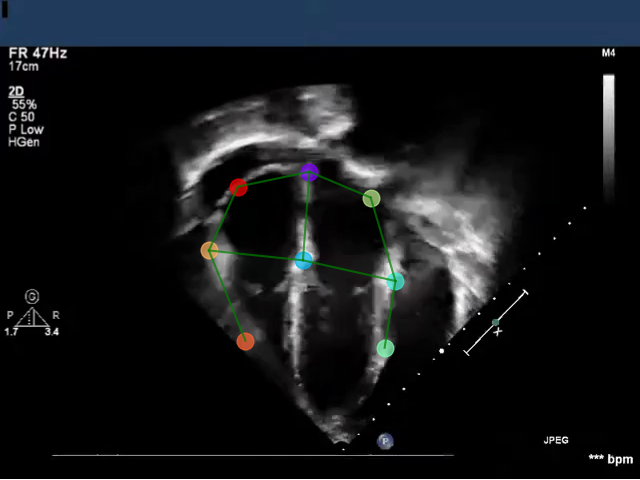 FR 47Hz
17cm
M4
2D
55%
C 50
P Low
HGen
G
P R
1.7 3.4
P
JPEG
*** bpm